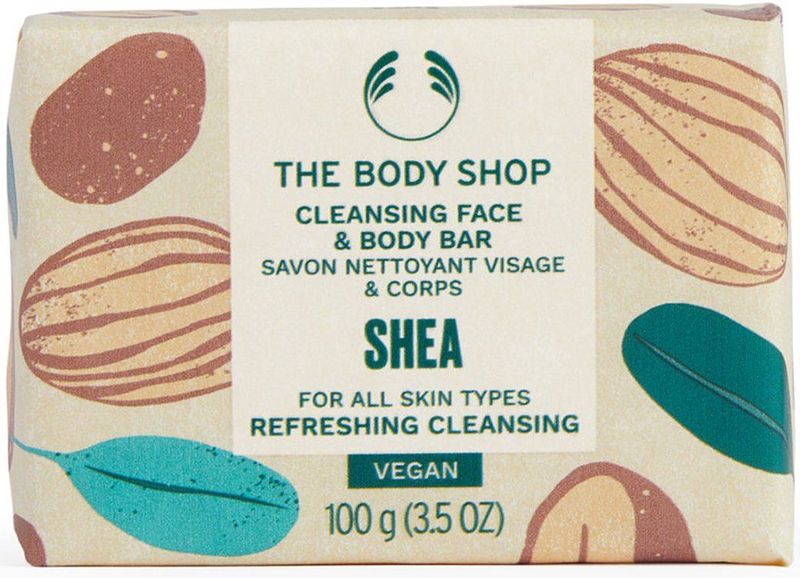 THE BODY SHOP
CLEANSING FACE
& BODY BAR
SAVON NETTOYANT VISAGE
& CORPS
SHEA
FOR ALL SKIN TYPES
REFRESHING CLEANSING
VEGAN
100 g (3.5 OZ)